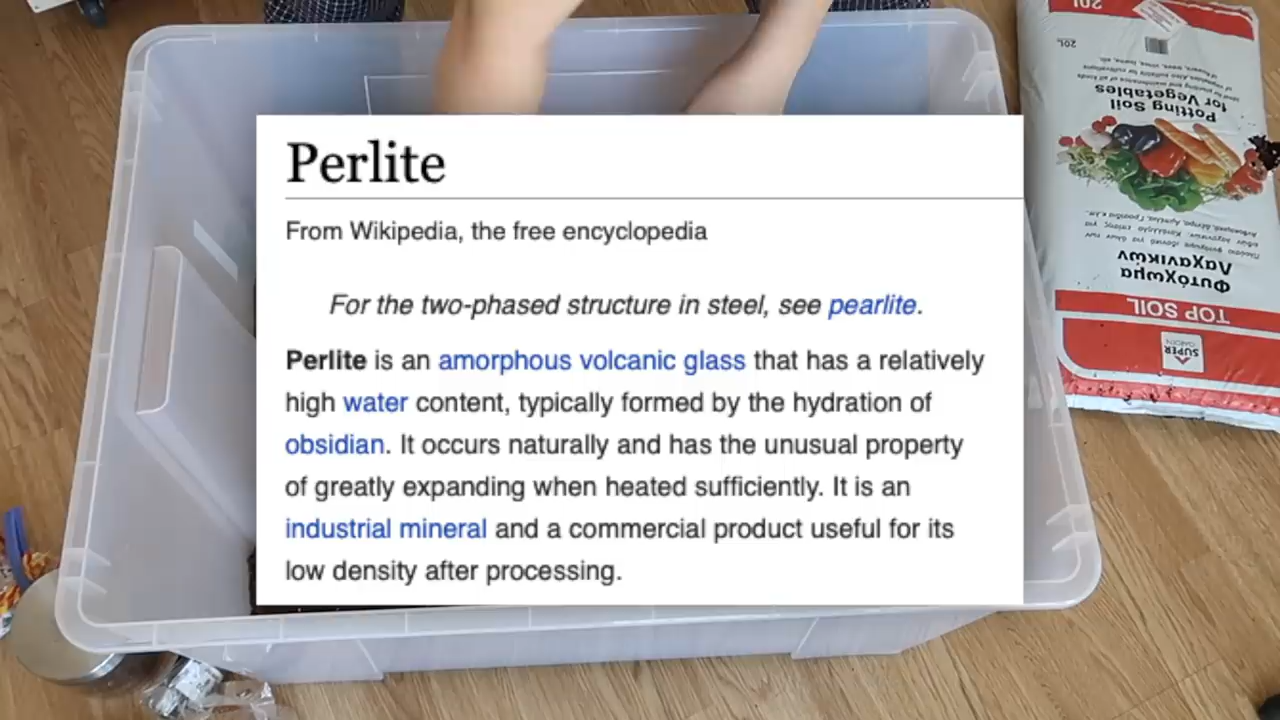 Perlite
From Wikipedia, the free encyclopedia
For the two-phased structure in steel, see pearlite.
Perlite is an amorphous volcanic glass that has a relatively
high water content, typically formed by the hydration of
obsidian. It occurs naturally and has the unusual property
of greatly expanding when heated sufficiently. It is an
industrial mineral and a commercial product useful for its
low density after processing.
SUPER
GARDEN
TOP SOIL
Φυτόχωμα
Λαχανικών
Potting Soil
for Vegetables
20L
20L